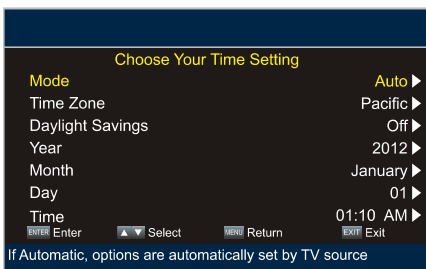 Choose Your Time Setting
Mode Auto
Time Zone Pacific
Daylight Savings Off
Year 2012
Month January
Day 01
Time 01:10 AM
ENTER Enter Select MENU Return EXIT Exit
If Automatic, options are automatically set by TV source